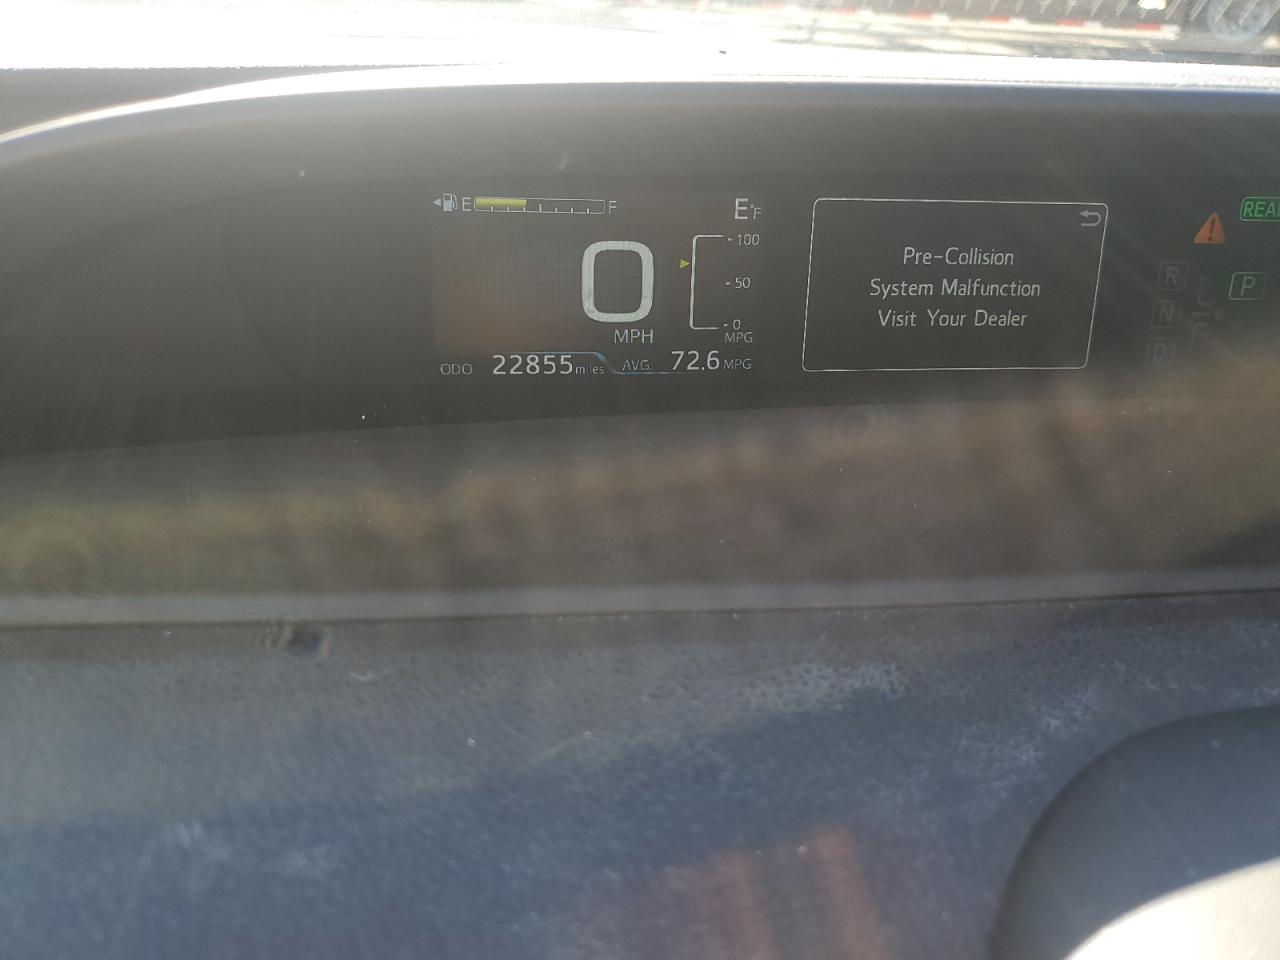 E F
E°F
100
50
0
MPG
0
MPH
ODO 22855 miles AVG. 72.6 MPG
Pre-Collision
System Malfunction
Visit Your Dealer
R
N
D
P